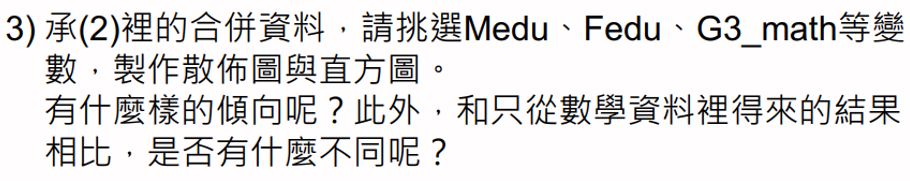 3) 承(2)裡的合併資料，請挑選Medu、Fedu、G3_math等變
數，製作散佈圖與直方圖。
有什麼樣的傾向呢？此外，和只從數學資料裡得來的結果
相比，是否有什麼不同呢？